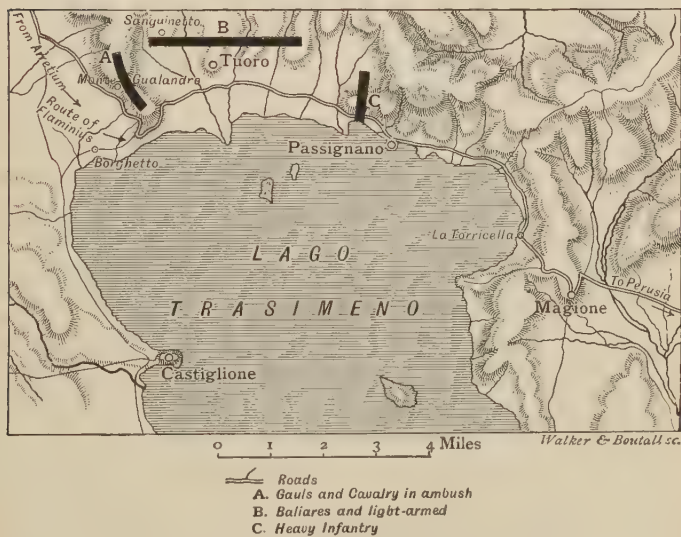 From Arretium
Sanguinetto
B
A
Tuoro
Monte Gualandro
Route of
Flaminius
C
Borghetto
Passignano
La Torricella
LAGO
TRASIMENO
To Perusia
Magione
Castiglione
0 1 2 3 4 Miles
Walker & Boutall sc.
Roads
A. Gauls and Cavalry in ambush
B. Baliares and light-armed
C. Heavy Infantry